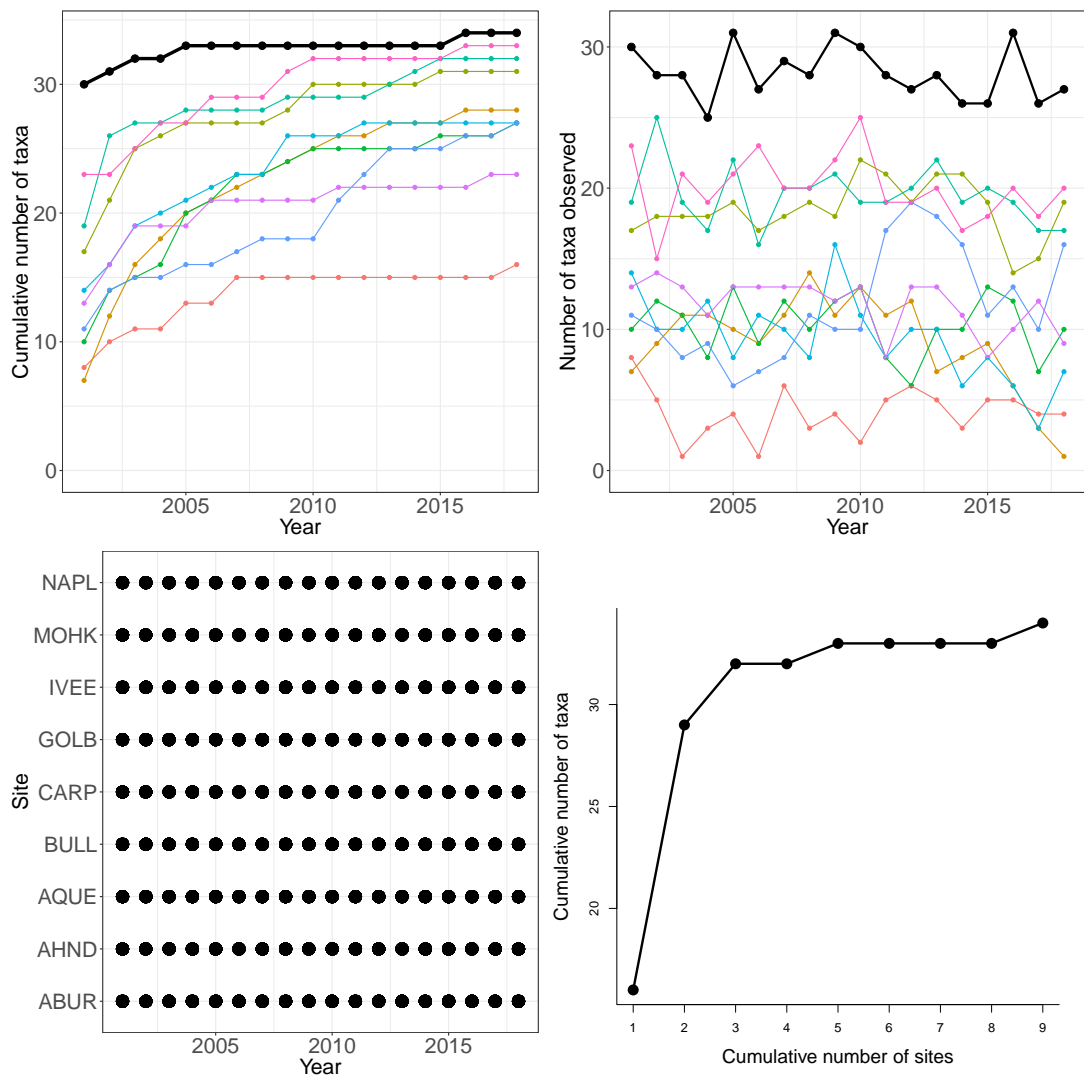 Cumulative number of taxa
30
20
10
0
2005 2010 2015
Year
Number of taxa observed
30
20
10
0
2005 2010 2015
Year
Site
NAPL
MOHK
IVEE
GOLB
CARP
BULL
AQUE
AHND
ABUR
2005 2010 2015
Year
Cumulative number of taxa
30
25
20
1 2 3 4 5 6 7 8 9
Cumulative number of sites